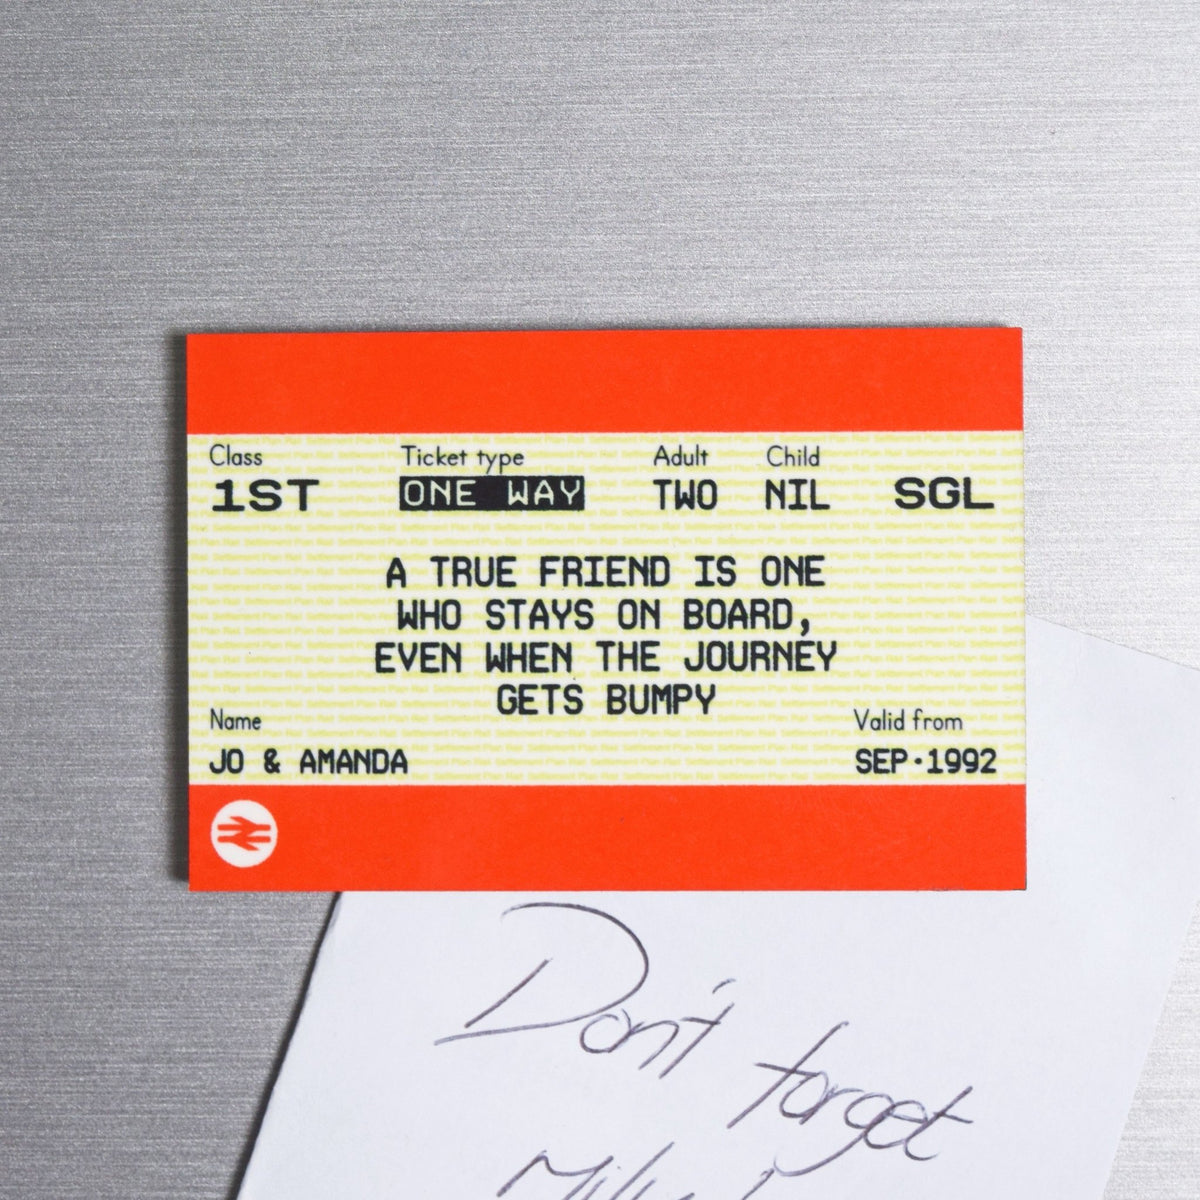 Class Ticket type Adult Child
1ST ONE WAY TWO NIL SGL
A TRUE FRIEND IS ONE
WHO STAYS ON BOARD,
EVEN WHEN THE JOURNEY
GETS BUMPY
Name Valid from
JO & AMANDA SEP·1992
Don't forget